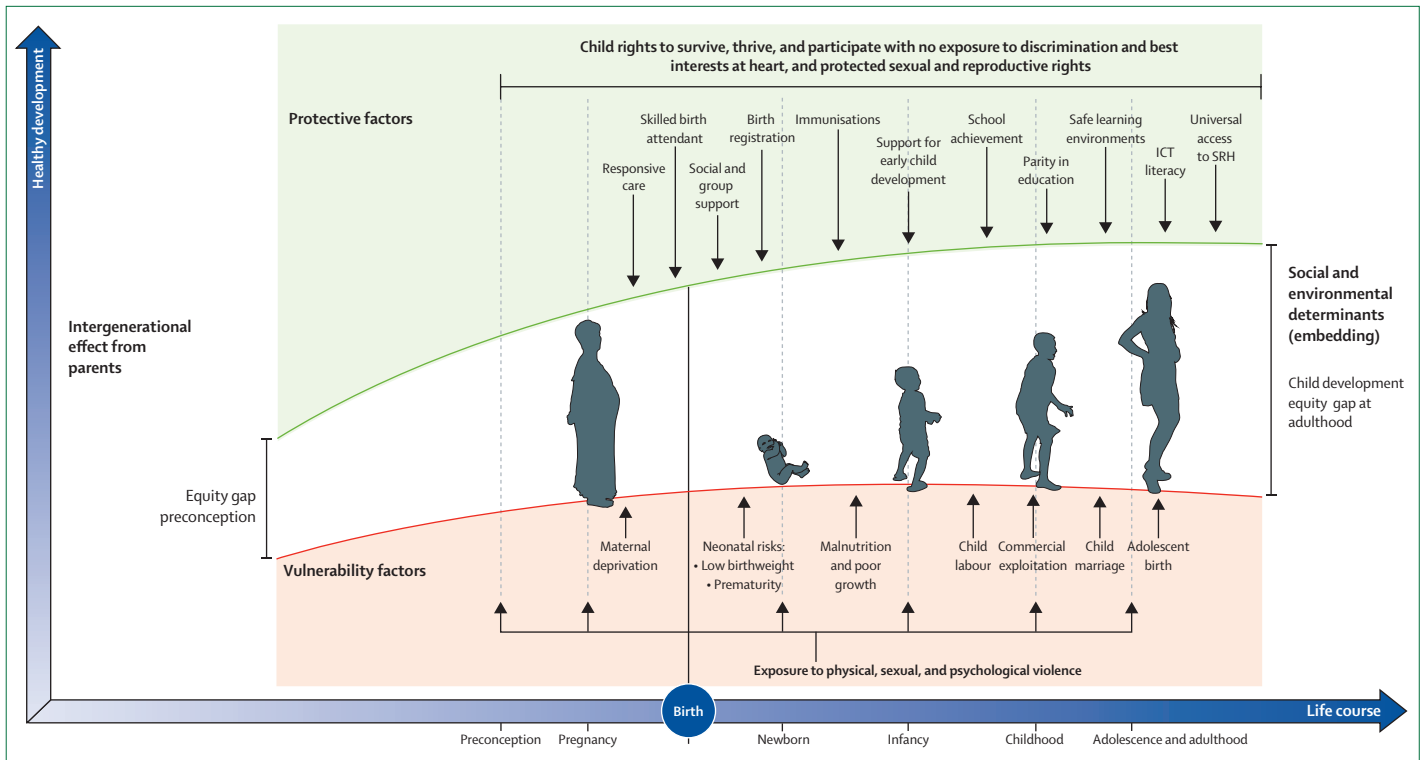 Healthy development
Child rights to survive, thrive, and participate with no exposure to discrimination and best
interests at heart, and protected sexual and reproductive rights
Protective factors
Responsive
care
Skilled birth
attendant
Social and
group
support
Birth
registration
Immunisations
Support for
early child
development
School
achievement
Parity in
education
Safe learning
environments
ICT
literacy
Universal
access
to SRH
Intergenerational
effect from
parents
Equity gap
preconception
Social and
environmental
determinants
(embedding)
Child development
equity gap at
adulthood
Vulnerability factors
Maternal
deprivation
Neonatal risks:
• Low birthweight
• Prematurity
Malnutrition
and poor
growth
Child
labour
Commercial
exploitation
Child
marriage
Adolescent
birth
Exposure to physical, sexual, and psychological violence
Birth
Life course
Preconception
Pregnancy
Newborn
Infancy
Childhood
Adolescence and adulthood